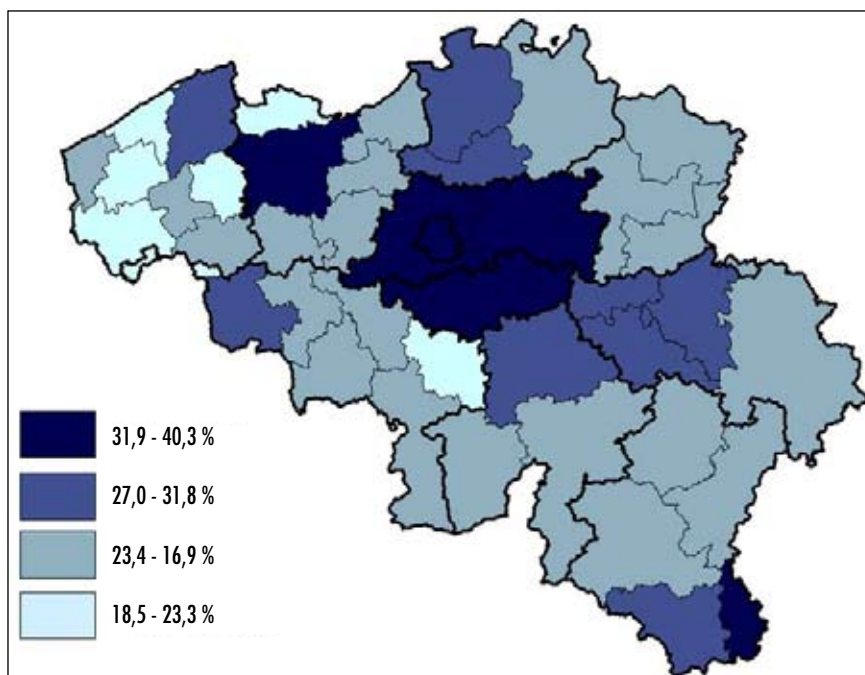 31,9 - 40,3 %
27,0 - 31,8 %
23,4 - 16,9 %
18,5 - 23,3 %